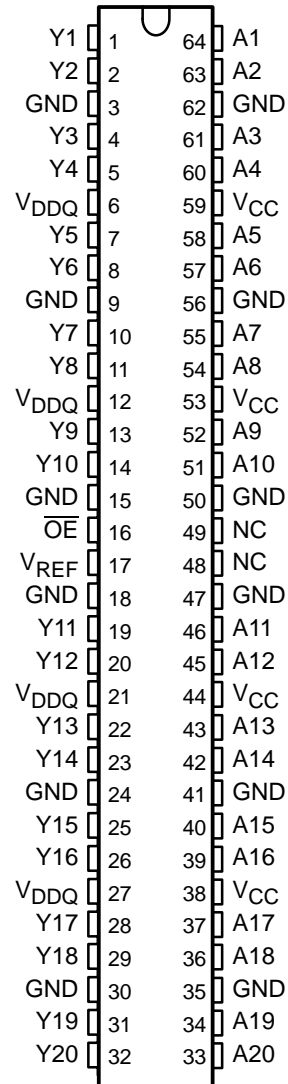 Y1 1 64 A1
Y2 2 63 A2
GND 3 62 GND
Y3 4 61 A3
Y4 5 60 A4
VDDQ 6 59 VCC
Y5 7 58 A5
Y6 8 57 A6
GND 9 56 GND
Y7 10 55 A7
Y8 11 54 A8
VDDQ 12 53 VCC
Y9 13 52 A9
Y10 14 51 A10
GND 15 50 GND
OE 16 49 NC
VREF 17 48 NC
GND 18 47 GND
Y11 19 46 A11
Y12 20 45 A12
VDDQ 21 44 VCC
Y13 22 43 A13
Y14 23 42 A14
GND 24 41 GND
Y15 25 40 A15
Y16 26 39 A16
VDDQ 27 38 VCC
Y17 28 37 A17
Y18 29 36 A18
GND 30 35 GND
Y19 31 34 A19
Y20 32 33 A20